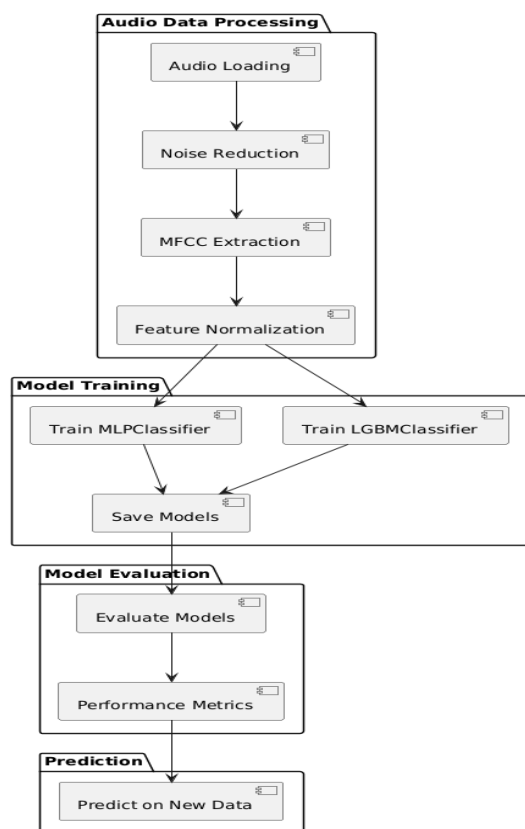 Audio Data Processing
Audio Loading
Noise Reduction
MFCC Extraction
Feature Normalization
Model Training
Train MLPClassifier
Train LGBMClassifier
Save Models
Model Evaluation
Evaluate Models
Performance Metrics
Prediction
Predict on New Data